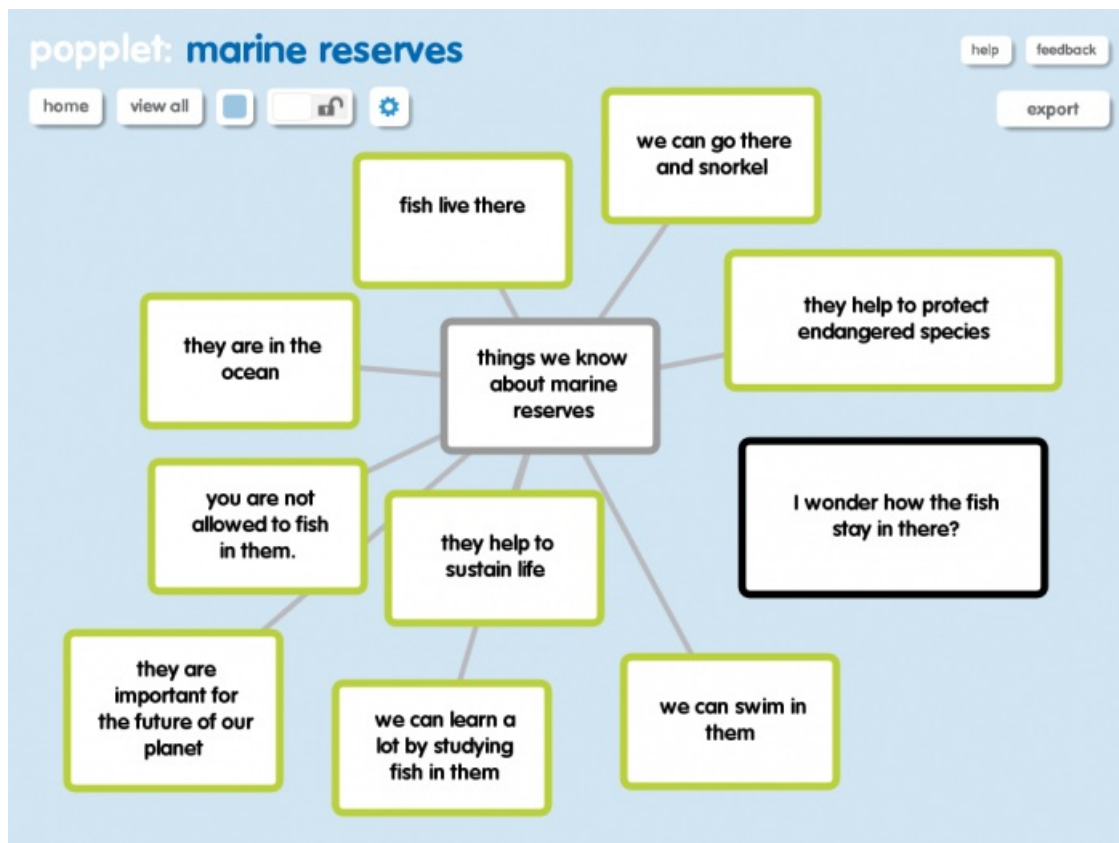 popplet: marine reserves
help
feedback
home
view all
export
we can go there
and snorkel
fish live there
they help to protect
endangered species
they are in the
ocean
things we know
about marine
reserves
you are not
allowed to fish
in them.
they help to
sustain life
I wonder how the fish
stay in there?
they are
important for
the future of our
planet
we can learn a
lot by studying
fish in them
we can swim in
them